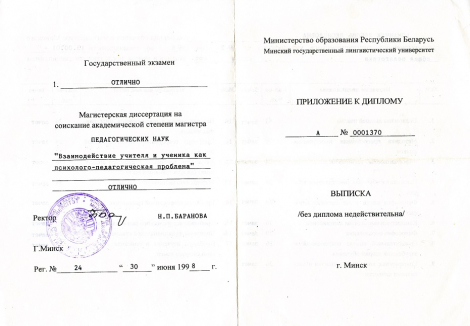 Государственный экзамен
1. ОТЛИЧНО
Магистерская диссертация на
соискание академической степени магистра
ПЕДАГОГИЧЕСКИХ НАУК
"Взаимодействие учителя и ученика как
психолого-педагогическая проблема"
ОТЛИЧНО
Ректор Н.П.БАРАНОВА
Г.Минск
Рег. № 24 "30" июня 1998 г.
Министерство образования Республики Беларусь
Минский государственный лингвистический университет
ПРИЛОЖЕНИЕ К ДИПЛОМУ
А № 0001370
ВЫПИСКА
/без диплома недействительна/
г. Минск